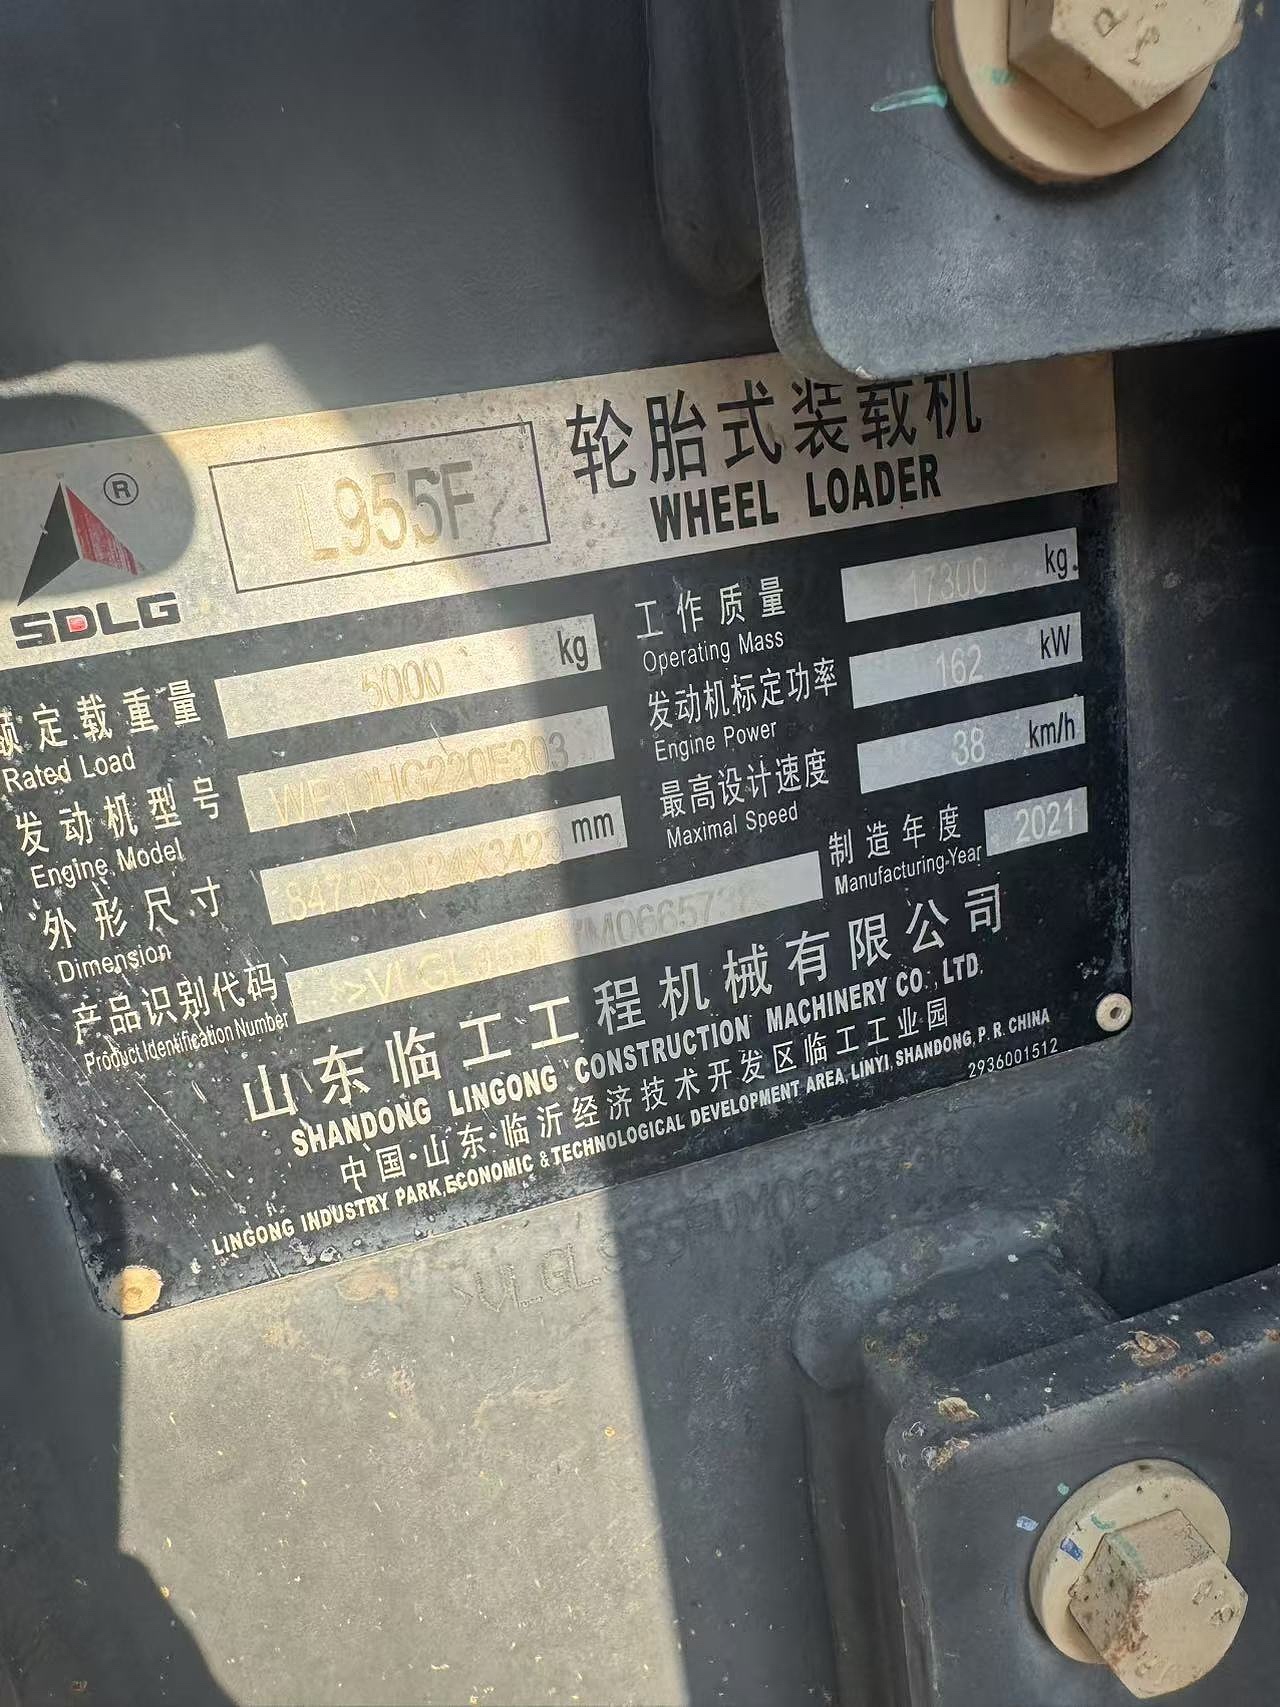 SDLG ®
L955F
轮胎式装载机
WHEEL LOADER
额定载重量 5000 kg
Rated Load
工作质量 17300 kg
Operating Mass
发动机型号
Engine Model
发动机标定功率 162 kW
Engine Power
外形尺寸 mm
Dimension
最高设计速度 38 km/h
Maximal Speed
产品识别代码
Product Identification Number
制造年度 2021
Manufacturing-Year
山东临工工程机械有限公司
SHANDONG LINGONG CONSTRUCTION MACHINERY CO., LTD.
中国·山东·临沂经济技术开发区临工工业园
LINGONG INDUSTRY PARK, ECONOMIC & TECHNOLOGICAL DEVELOPMENT AREA, LINYI, SHANDONG, P. R. CHINA
2936001512